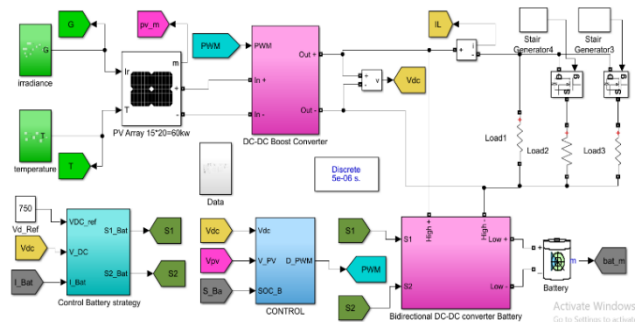 G
pv_m
IL
Stair
Generator4
Stair
Generator3
PWM
PWM
Out +
i
G
Ir
m
irradiance
+
In +
v
Vdc
T
T
-
In -
Out -
PV Array 15*20=60kw
DC-DC Boost Converter
Load1
Load2
Load3
temperature
T
Data
Discrete
5e-06 s.
750
Vd_Ref
VDC_ref
S1_Bat
S1
Vdc
Vdc
S1
High +
High -
Low +
Vdc
V_DC
Vpv
V_PV
D_PWM
PWM
S1
m
bat_m
I_Bat
I_Bat
S2_Bat
S2
S_Ba
SOC_B
S2
S2
Low -
Battery
Control Battery strategy
CONTROL
Bidirectional DC-DC converter Battery
Activate Windows